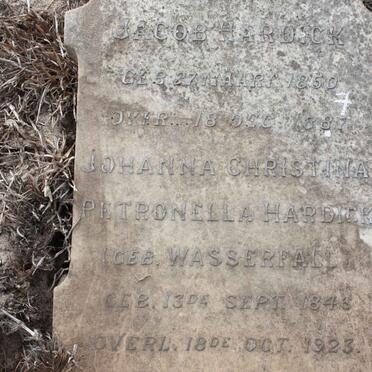 JACOB HARDICK
GEB. 27 MAART 1850
OVERL. 18 DEC.
JOHANNA CHRISTINA
PETRONELLA HARDICK
(GEB. WASSERFALL)
GEB. 13DE SEPT. 1848
OVERL. 18DE OCT. 1923.